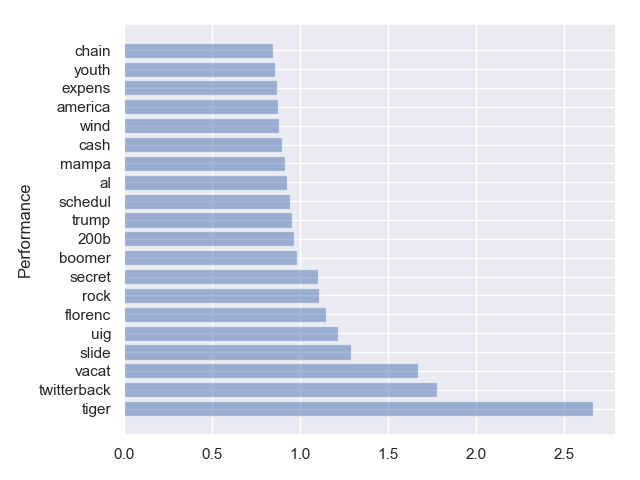 chain
youth
expens
america
wind
cash
mampa
al
schedul
trump
200b
boomer
secret
rock
florenc
uig
slide
vacat
twitterback
tiger
Performance
0.0 0.5 1.0 1.5 2.0 2.5